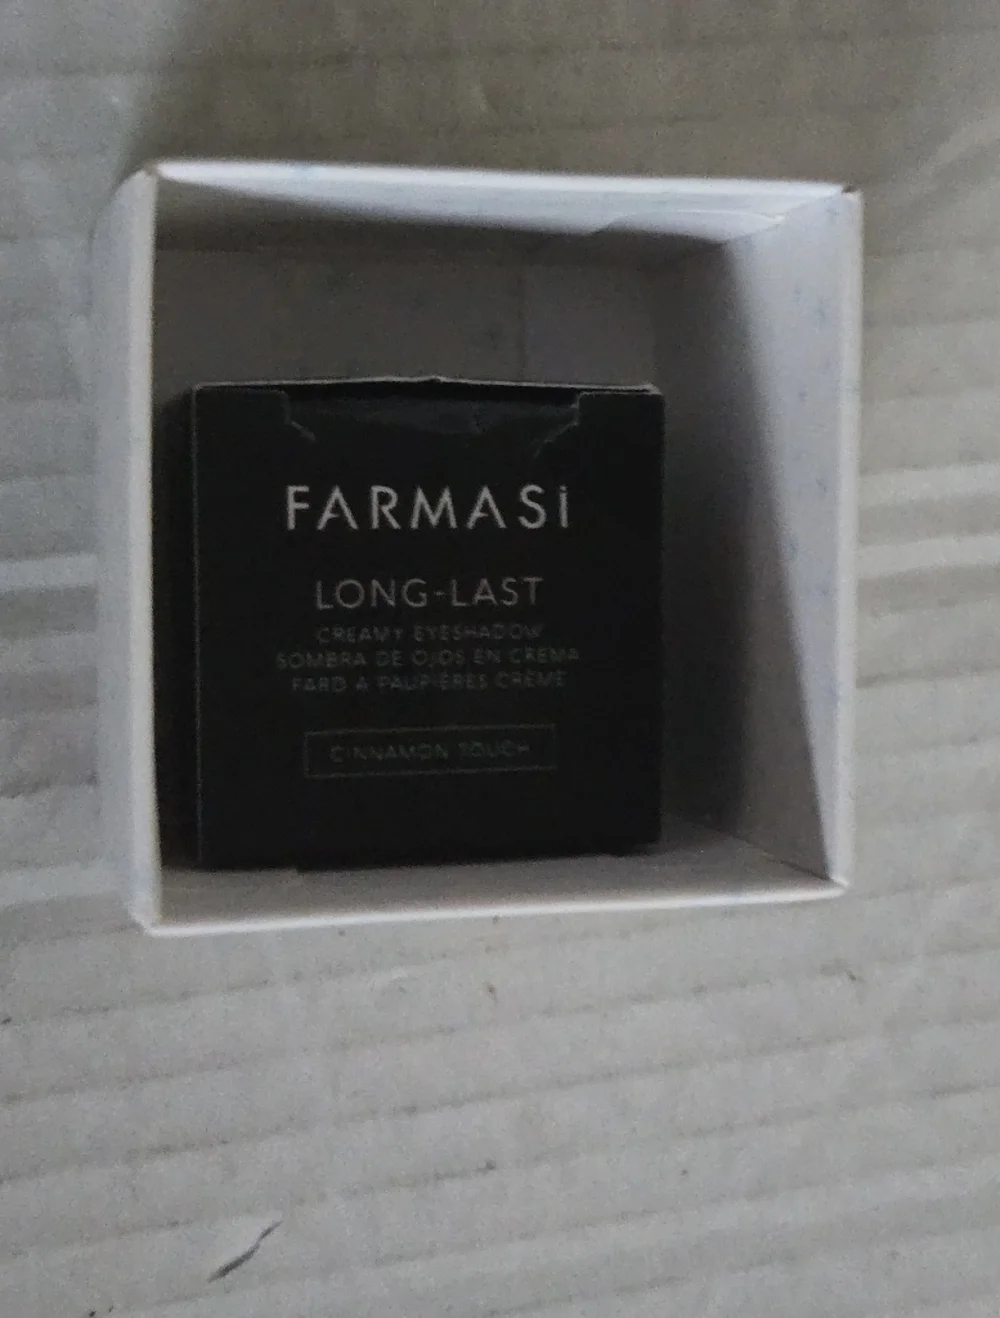 FARMASi
LONG-LAST
CREAMY EYESHADOW
SOMBRA DE OJOS EN CREMA
FARD A PAUPIÈRES CRÈME
CINNAMON TOUCH